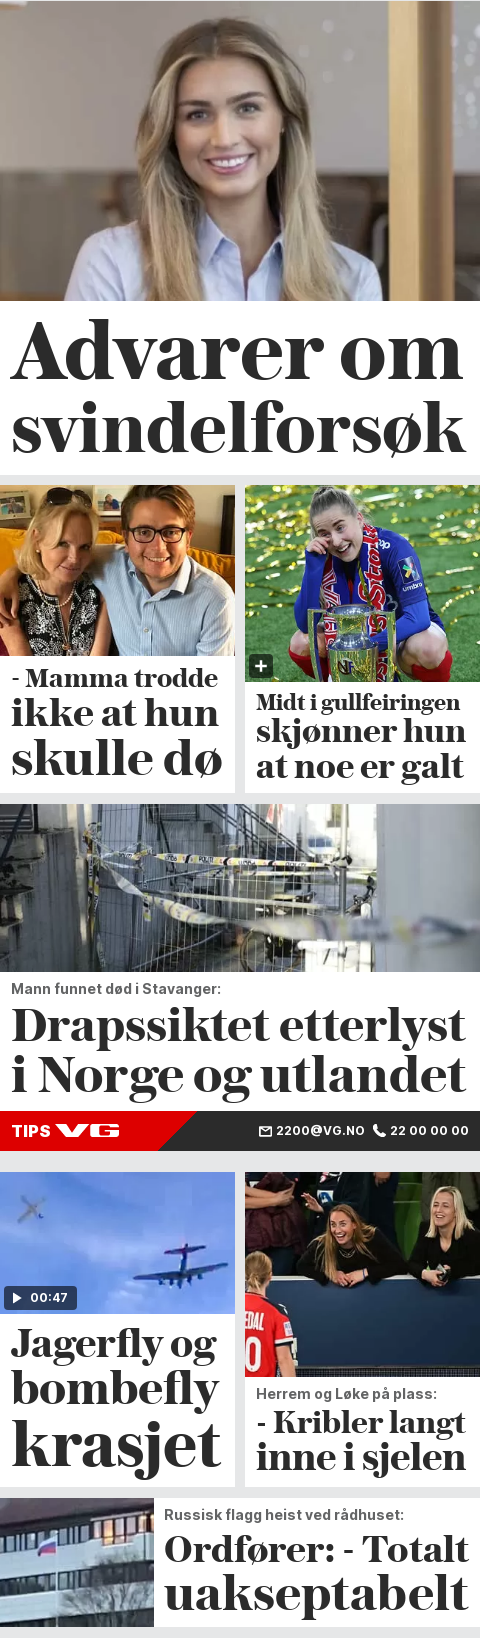 Advarer om
svindelforsøk
- Mamma trodde
ikke at hun
skulle dø
Midt i gullfeiringen
skjønner hun
at noe er galt
Mann funnet død i Stavanger:
Drapssiktet etterlyst
i Norge og utlandet
TIPS VG 2200@VG.NO 22 00 00 00
00:47
Jagerfly og
bombefly
krasjet
Herrem og Løke på plass:
- Kribler langt
inne i sjelen
Russisk flagg heist ved rådhuset:
Ordfører: - Totalt
uakseptabelt